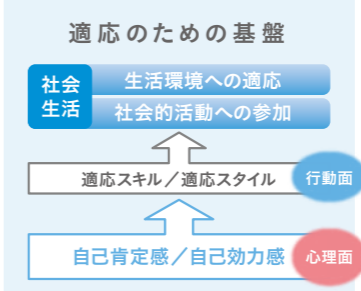 適応のための基盤
社会
生活
生活環境への適応
社会的活動への参加
適応スキル／適応スタイル
行動面
自己肯定感／自己効力感
心理面